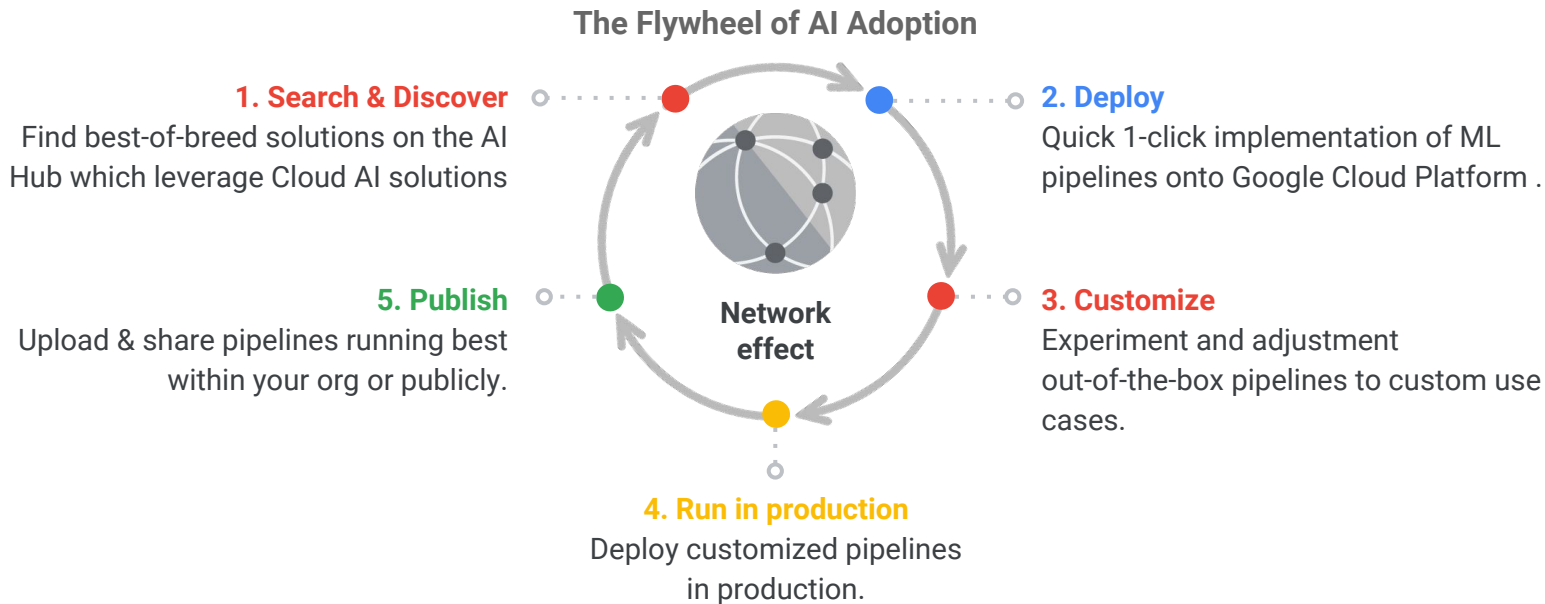 The Flywheel of AI Adoption
1. Search & Discover
Find best-of-breed solutions on the AI
Hub which leverage Cloud AI solutions
2. Deploy
Quick 1-click implementation of ML
pipelines onto Google Cloud Platform .
3. Customize
Experiment and adjustment
out-of-the-box pipelines to custom use
cases.
4. Run in production
Deploy customized pipelines
in production.
5. Publish
Upload & share pipelines running best
within your org or publicly.
Network
effect